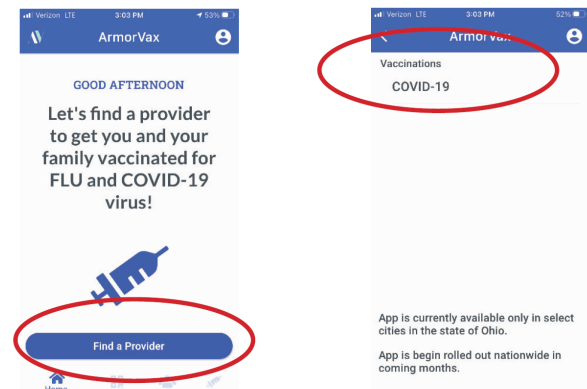 Verizon LTE 3:03 PM 53%
ArmorVax
GOOD AFTERNOON
Let's find a provider
to get you and your
family vaccinated for
FLU and COVID-19
virus!
Find a Provider
Home
Verizon LTE 3:03 PM 52%
ArmorVax
Vaccinations
COVID-19
App is currently available only in select
cities in the state of Ohio.
App is begin rolled out nationwide in
coming months.